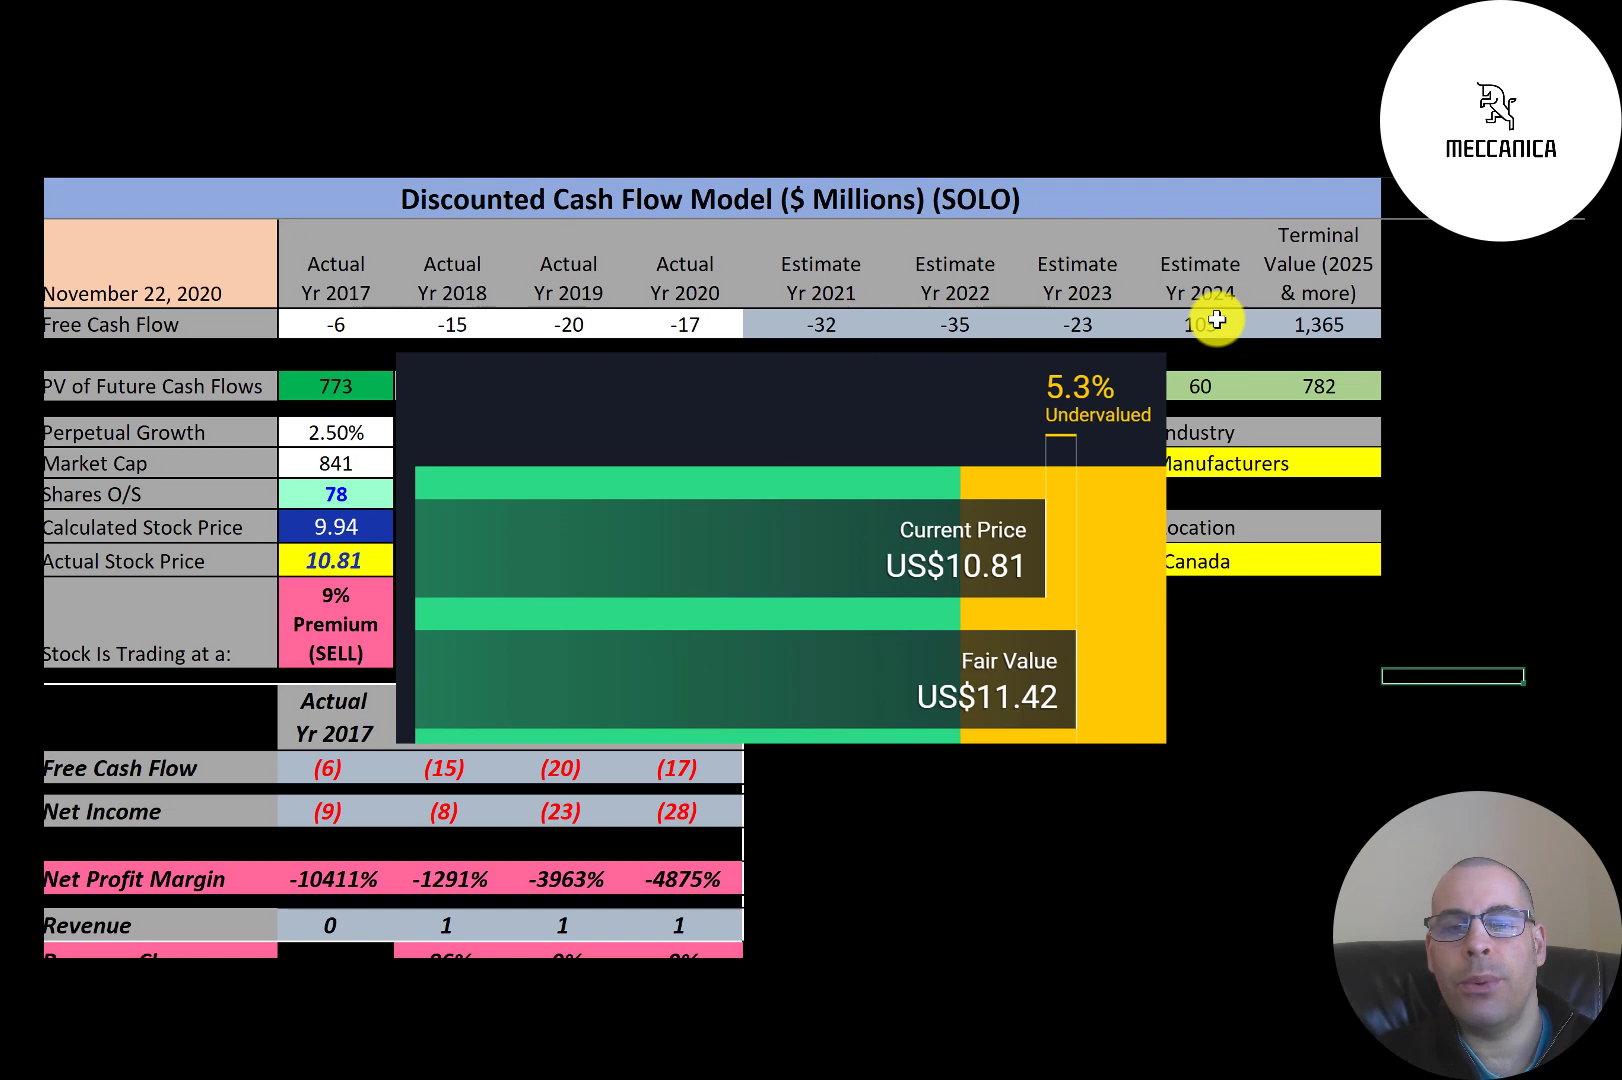 MECCANICA
Discounted Cash Flow Model ($ Millions) (SOLO)
November 22, 2020 Actual Yr 2017 Actual Yr 2018 Actual Yr 2019 Actual Yr 2020 Estimate Yr 2021 Estimate Yr 2022 Estimate Yr 2023 Estimate Yr 2024 Terminal Value (2025 & more)
Free Cash Flow -6 -15 -20 -17 -32 -35 -23 1,365
PV of Future Cash Flows 773 60 782
Perpetual Growth 2.50%
Market Cap 841
Shares O/S 78
Calculated Stock Price 9.94
Actual Stock Price 10.81
Stock Is Trading at a: 9% Premium (SELL)
5.3%
Undervalued
Current Price
US$10.81
Fair Value
US$11.42
ndustry
Manufacturers
ocation
Canada
Actual
Yr 2017
Free Cash Flow (6) (15) (20) (17)
Net Income (9) (8) (23) (28)
Net Profit Margin -10411% -1291% -3963% -4875%
Revenue 0 1 1 1